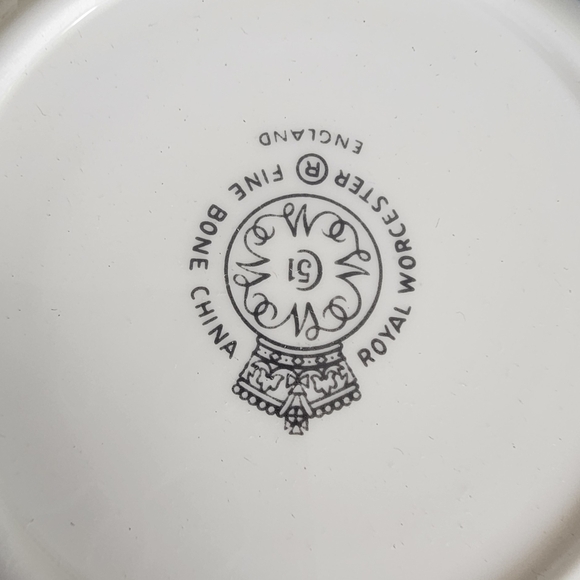 ROYAL WORCESTER ® FINE BONE CHINA
ENGLAND
51